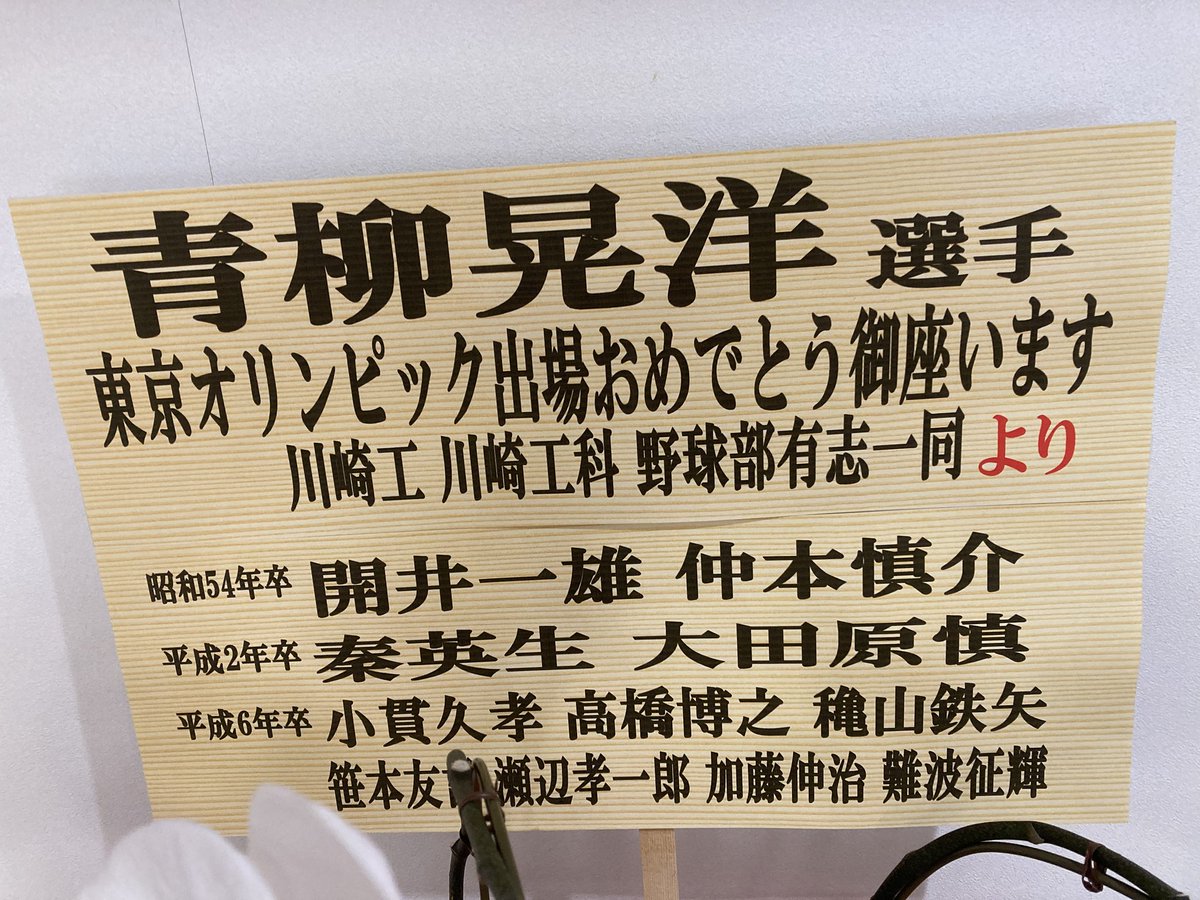 青柳晃洋 選手
東京オリンピック出場おめでとう御座います
川崎工 川崎工科 野球部有志一同 より
昭和54年卒 開井一雄 仲本慎介
平成2年卒 秦英生 大田原慎
平成6年卒 小貫久孝 高橋博之 穐山鉄矢
笹本友 瀬辺孝一郎 加藤伸治 難波征輝